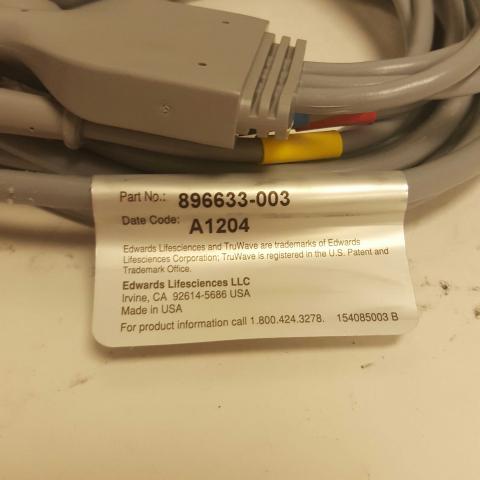 Part No.: 896633-003
Date Code: A1204
Edwards Lifesciences and TruWave are trademarks of Edwards
Lifesciences Corporation; TruWave is registered in the U.S. Patent and
Trademark Office.
Edwards Lifesciences LLC
Irvine, CA 92614-5686 USA
Made in USA
For product information call 1.800.424.3278. 154085003 B